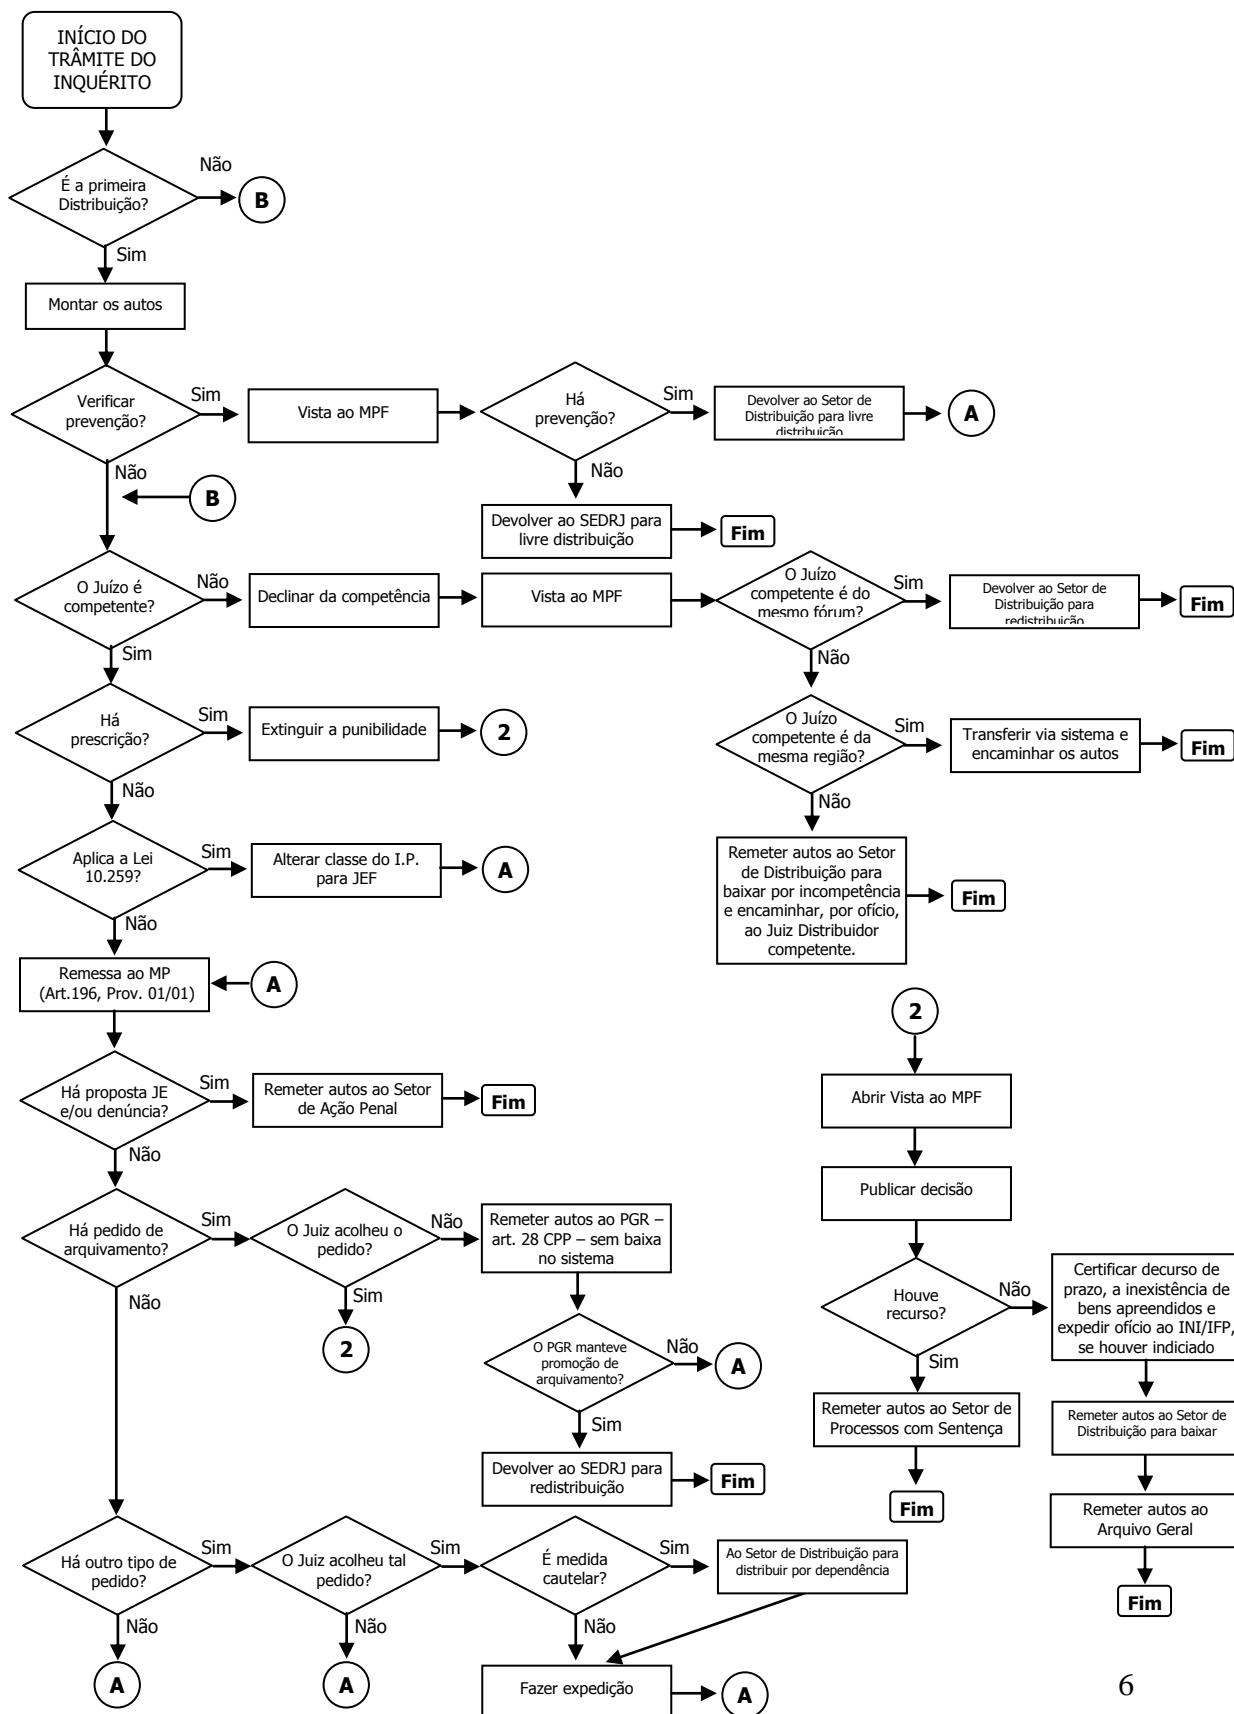 INÍCIO DO
TRÂMITE DO
INQUÉRITO
É a primeira
Distribuição?
Não
B
Sim
Montar os autos
Verificar
prevenção?
Sim
Vista ao MPF
Há
prevenção?
Sim
Devolver ao Setor de
Distribuição para livre
distribuição
A
Não
B
Não
Devolver ao SEDRJ para
livre distribuição
Fim
O Juízo é
competente?
Não
Declinar da competência
Vista ao MPF
O Juízo
competente é do
mesmo fórum?
Sim
Devolver ao Setor de
Distribuição para
redistribuição
Fim
Sim
Não
Há
prescrição?
Sim
Extinguir a punibilidade
2
O Juízo
competente é da
mesma região?
Sim
Transferir via sistema e
encaminhar os autos
Fim
Não
Não
Aplica a Lei
10.259?
Sim
Alterar classe do I.P.
para JEF
A
Remeter autos ao Setor
de Distribuição para
baixar por incompetência
e encaminhar, por ofício,
ao Juiz Distribuidor
competente.
Fim
Não
Remessa ao MP
(Art.196, Prov. 01/01)
A
2
Há proposta JE
e/ou denúncia?
Sim
Remeter autos ao Setor
de Ação Penal
Fim
Abrir Vista ao MPF
Não
Publicar decisão
Há pedido de
arquivamento?
Sim
O Juiz acolheu o
pedido?
Não
Remeter autos ao PGR –
art. 28 CPP – sem baixa
no sistema
Não
Sim
2
Houve
recurso?
Não
Certificar decurso de
prazo, a inexistência de
bens apreendidos e
expedir ofício ao INI/IFP,
se houver indiciado
O PGR manteve
promoção de
arquivamento?
Não
A
Sim
Sim
Remeter autos ao Setor de
Processos com Sentença
Remeter autos ao Setor de
Distribuição para baixar
Devolver ao SEDRJ para
redistribuição
Fim
Fim
Remeter autos ao
Arquivo Geral
Fim
Há outro tipo de
pedido?
Sim
O Juiz acolheu tal
pedido?
Sim
É medida
cautelar?
Sim
Ao Setor de Distribuição para
distribuir por dependência
Não
A
Não
A
Não
Fazer expedição
A
6